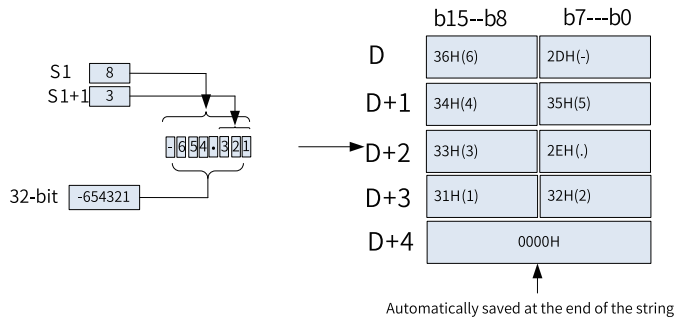 b15--b8 b7---b0
S1 8
S1+1 3
-654.321
32-bit -654321
D 36H(6) 2DH(-)
D+1 34H(4) 35H(5)
D+2 33H(3) 2EH(.)
D+3 31H(1) 32H(2)
D+4 0000H
Automatically saved at the end of the string